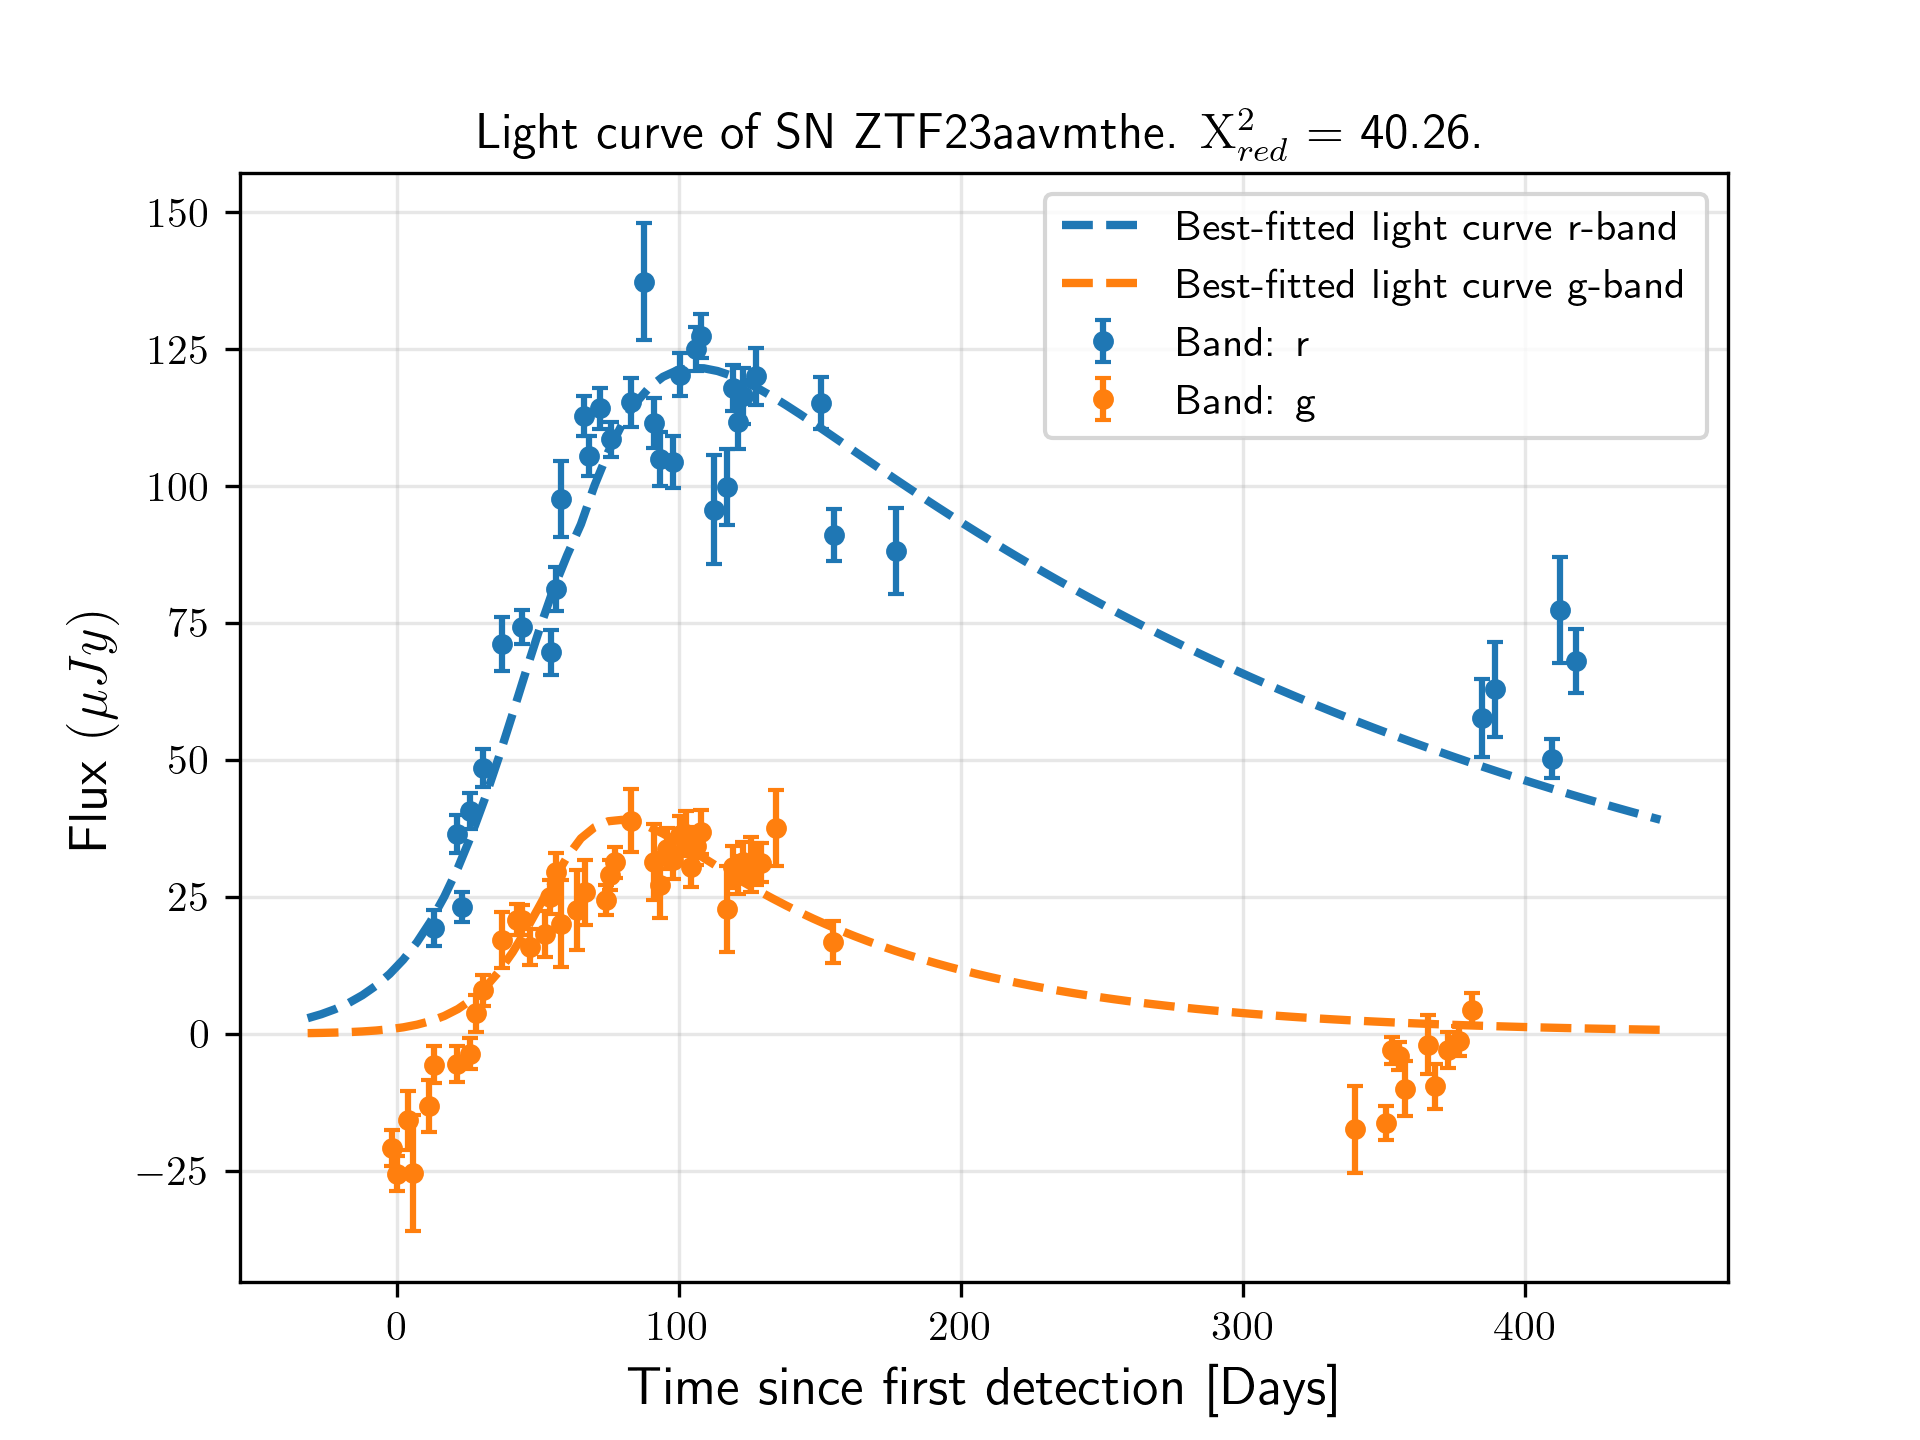 Light curve of SN ZTF23aavmthe. X²_red = 40.26.
Best-fitted light curve r-band
Best-fitted light curve g-band
Band: r
Band: g
150
125
100
75
50
25
0
−25
Flux (μJy)
0 100 200 300 400
Time since first detection [Days]